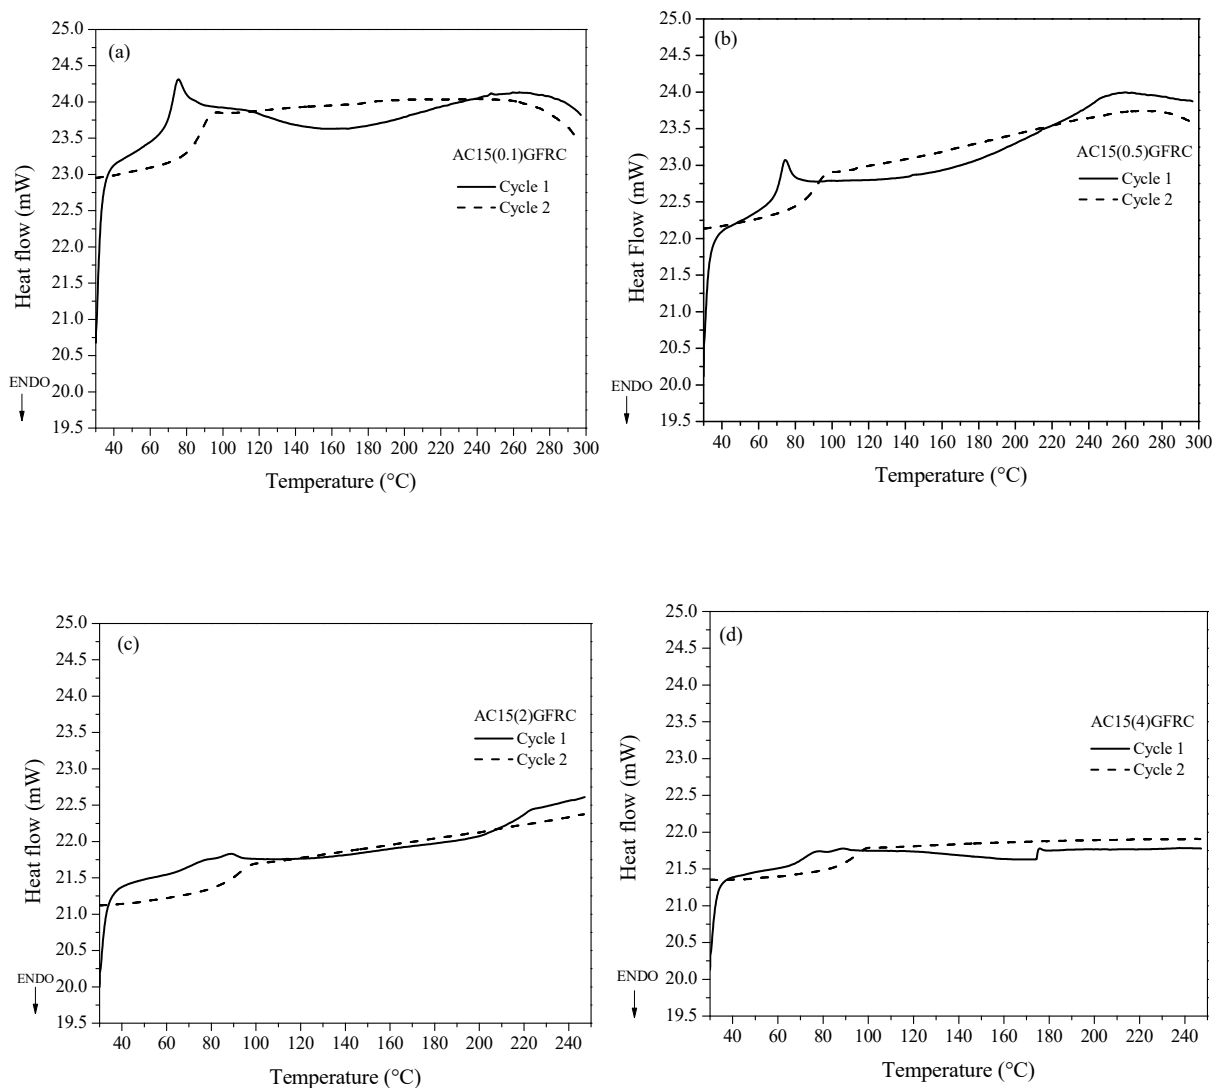 (a)
25.0
24.5
24.0
23.5
23.0
22.5
22.0
21.5
21.0
20.5
20.0
19.5
Heat flow (mW)
ENDO
AC15(0.1)GFRC
Cycle 1
Cycle 2
40 60 80 100 120 140 160 180 200 220 240 260 280 300
Temperature (°C)
(b)
25.0
24.5
24.0
23.5
23.0
22.5
22.0
21.5
21.0
20.5
20.0
19.5
Heat Flow (mW)
ENDO
AC15(0.5)GFRC
Cycle 1
Cycle 2
40 60 80 100 120 140 160 180 200 220 240 260 280 300
Temperature (°C)
(c)
25.0
24.5
24.0
23.5
23.0
22.5
22.0
21.5
21.0
20.5
20.0
19.5
Heat flow (mW)
ENDO
AC15(2)GFRC
Cycle 1
Cycle 2
40 60 80 100 120 140 160 180 200 220 240
Temperature (°C)
(d)
25.0
24.5
24.0
23.5
23.0
22.5
22.0
21.5
21.0
20.5
20.0
19.5
Heat flow (mW)
ENDO
AC15(4)GFRC
Cycle 1
Cycle 2
40 60 80 100 120 140 160 180 200 220 240
Temperature (°C)